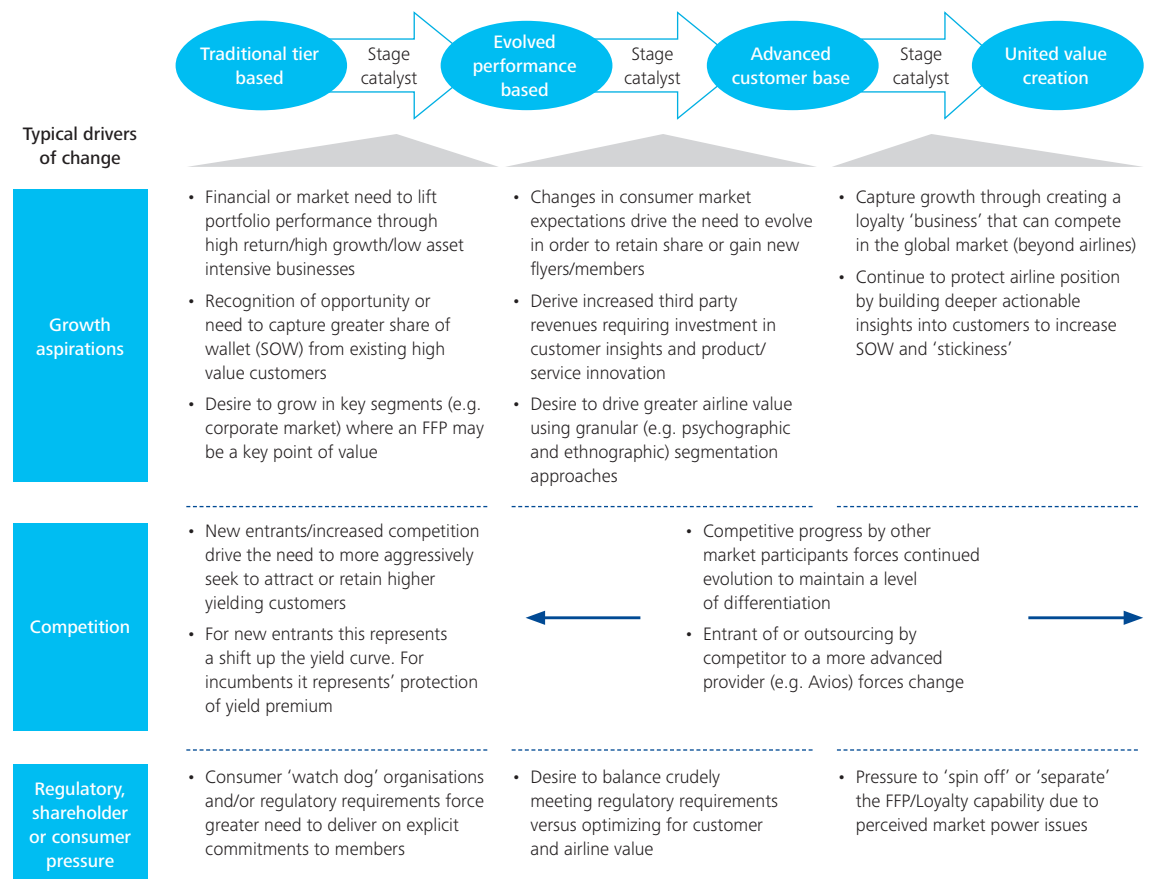 Traditional tier
based
Stage
catalyst
Evolved
performance
based
Stage
catalyst
Advanced
customer base
Stage
catalyst
United value
creation
Typical drivers
of change
Growth
aspirations
• Financial or market need to lift
portfolio performance through
high return/high growth/low asset
intensive businesses
• Recognition of opportunity or
need to capture greater share of
wallet (SOW) from existing high
value customers
• Desire to grow in key segments (e.g.
corporate market) where an FFP may
be a key point of value
• Changes in consumer market
expectations drive the need to evolve
in order to retain share or gain new
flyers/members
• Derive increased third party
revenues requiring investment in
customer insights and product/
service innovation
• Desire to drive greater airline value
using granular (e.g. psychographic
and ethnographic) segmentation
approaches
• Capture growth through creating a
loyalty ‘business’ that can compete
in the global market (beyond airlines)
• Continue to protect airline position
by building deeper actionable
insights into customers to increase
SOW and ‘stickiness’
Competition
• New entrants/increased competition
drive the need to more aggressively
seek to attract or retain higher
yielding customers
• For new entrants this represents
a shift up the yield curve. For
incumbents it represents’ protection
of yield premium
• Competitive progress by other
market participants forces continued
evolution to maintain a level
of differentiation
• Entrant of or outsourcing by
competitor to a more advanced
provider (e.g. Avios) forces change
Regulatory,
shareholder
or consumer
pressure
• Consumer ‘watch dog’ organisations
and/or regulatory requirements force
greater need to deliver on explicit
commitments to members
• Desire to balance crudely
meeting regulatory requirements
versus optimizing for customer
and airline value
• Pressure to ‘spin off’ or ‘separate’
the FFP/Loyalty capability due to
perceived market power issues